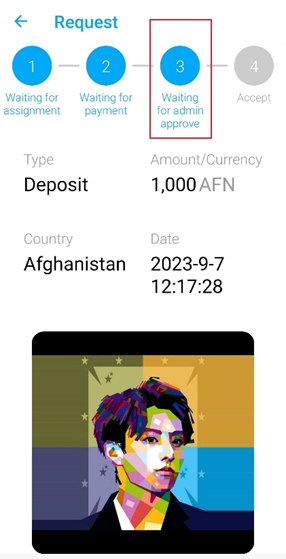 Request
1 2 3 4
Waiting for assignment
Waiting for payment
Waiting for admin approve
Accept
Type
Deposit
Amount/Currency
1,000 AFN
Country
Afghanistan
Date
2023-9-7
12:17:28